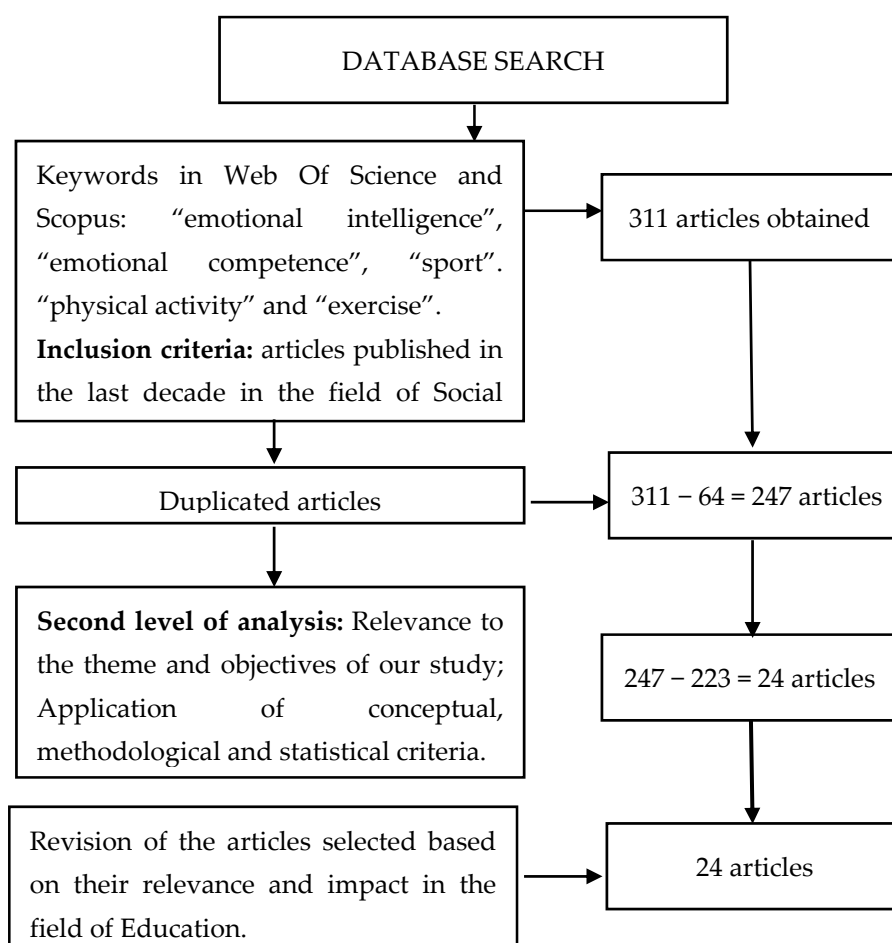 DATABASE SEARCH
Keywords in Web Of Science and
Scopus: “emotional intelligence”,
“emotional competence”, “sport”.
“physical activity” and “exercise”.
Inclusion criteria: articles published in
the last decade in the field of Social
311 articles obtained
Duplicated articles
311 − 64 = 247 articles
Second level of analysis: Relevance to
the theme and objectives of our study;
Application of conceptual,
methodological and statistical criteria.
247 − 223 = 24 articles
Revision of the articles selected based
on their relevance and impact in the
field of Education.
24 articles